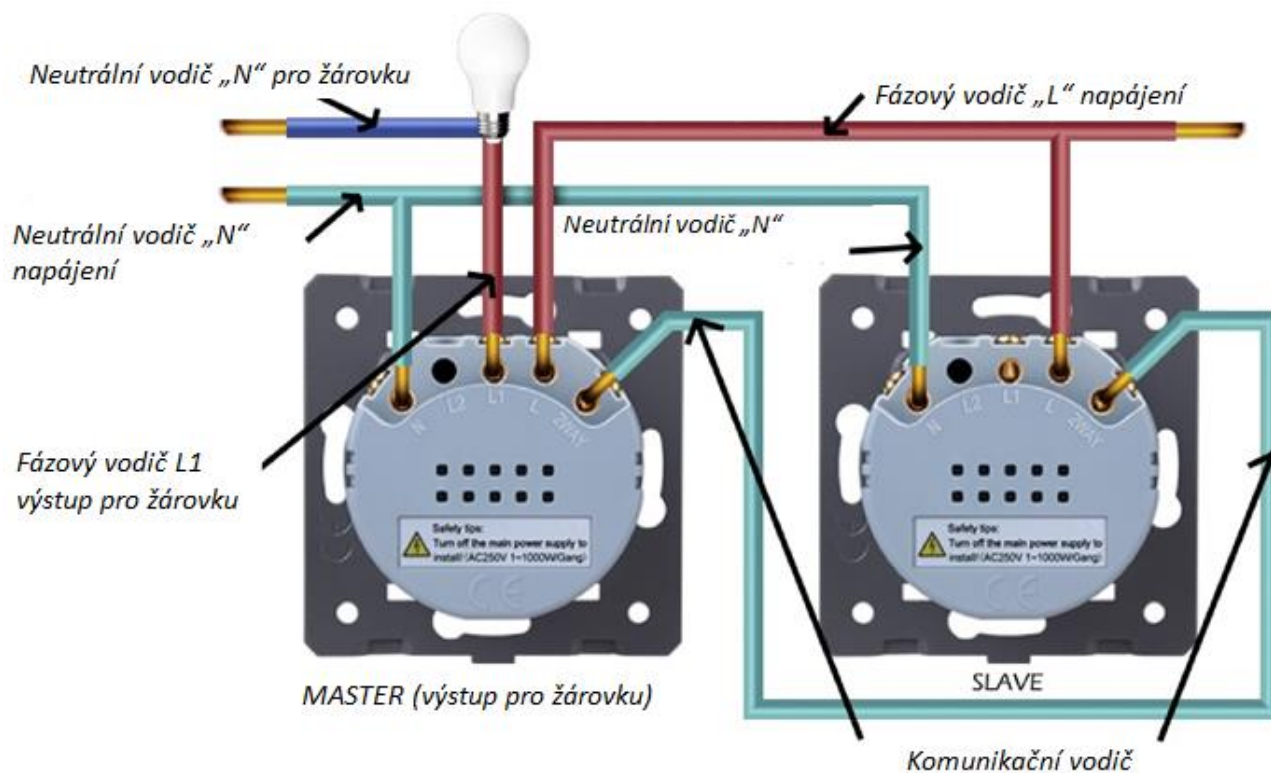 Neutrální vodič „N“ pro žárovku
Fázový vodič „L“ napájení
Neutrální vodič „N“
napájení
Neutrální vodič „N“
Fázový vodič L1
výstup pro žárovku
N
L2
L1
L
2WAY
Safety tips:
Turn off the main power supply to
install!(AC250V 1~1000W/Gang)
CE
MASTER (výstup pro žárovku)
N
L2
L1
L
2WAY
Safety tips:
Turn off the main power supply to
install!(AC250V 1~1000W/Gang)
CE
SLAVE
Komunikační vodič